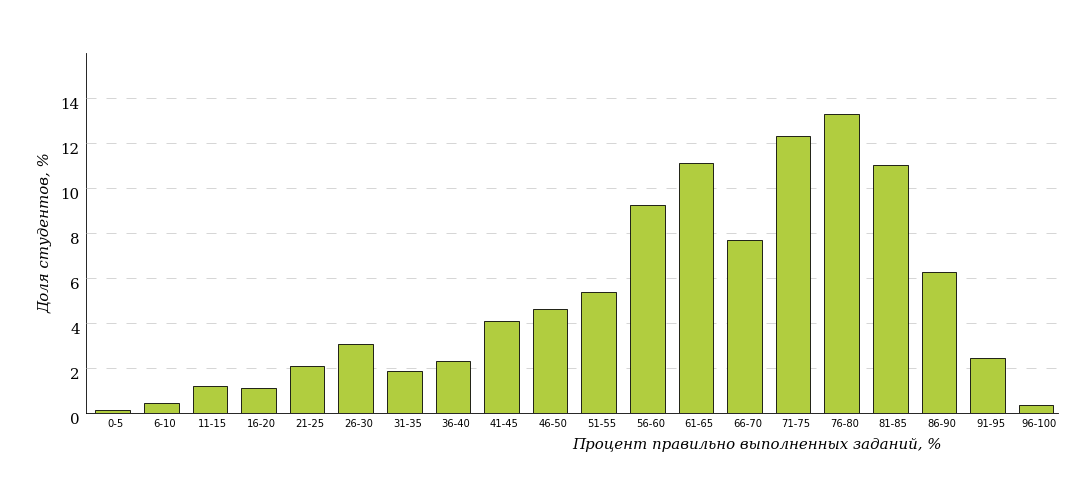 14
12
10
8
6
4
2
0
Доля студентов, %
0-5 6-10 11-15 16-20 21-25 26-30 31-35 36-40 41-45 46-50 51-55 56-60 61-65 66-70 71-75 76-80 81-85 86-90 91-95 96-100
Процент правильно выполненных заданий, %